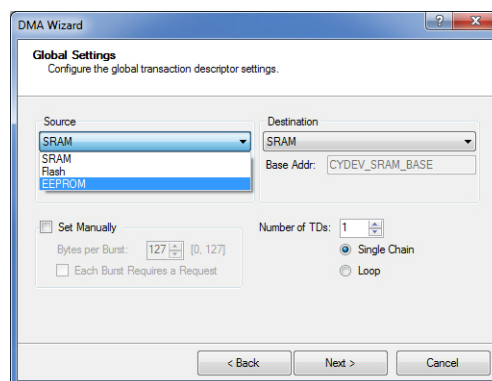 DMA Wizard
Global Settings
Configure the global transaction descriptor settings.
Source
SRAM
SRAM
Flash
EEPROM
Destination
SRAM
Base Addr: CYDEV_SRAM_BASE
Set Manually
Bytes per Burst: 127 [0, 127]
Each Burst Requires a Request
Number of TDs: 1
Single Chain
Loop
< Back Next > Cancel